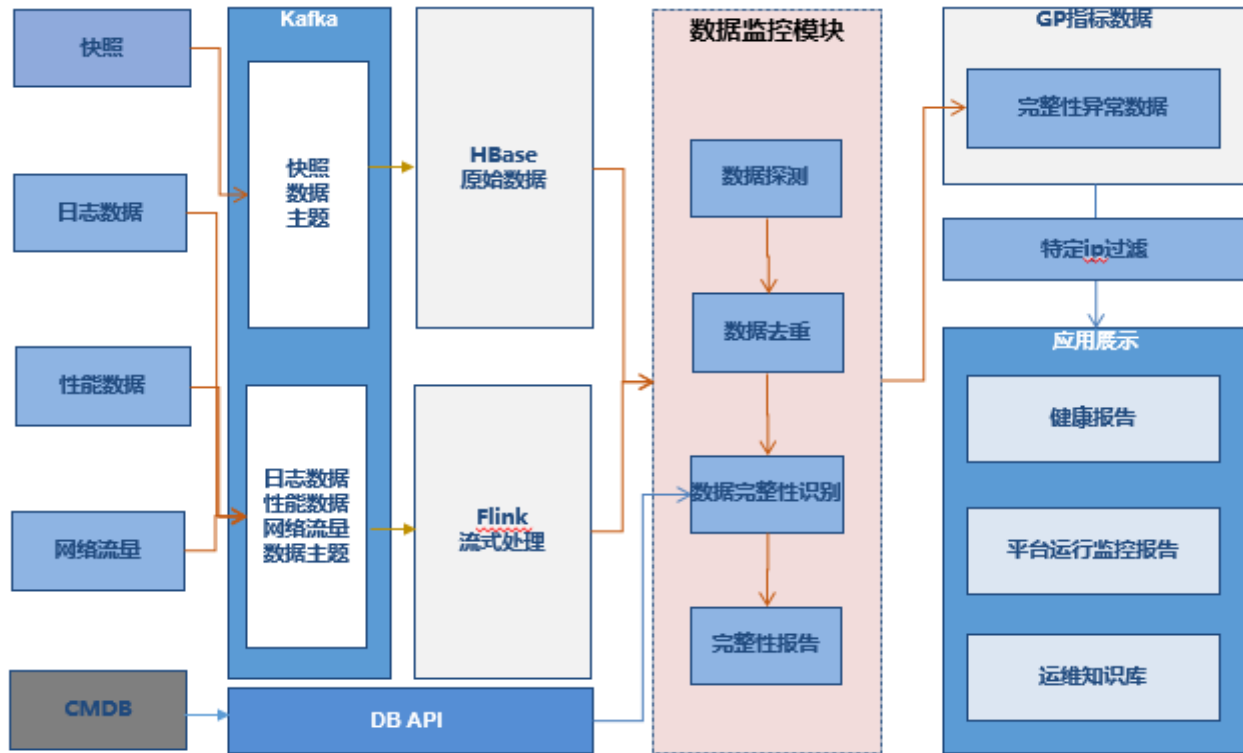 快照
日志数据
性能数据
网络流量
CMDB
Kafka
快照
数据
主题
日志数据
性能数据
网络流量
数据主题
HBase
原始数据
Flink
流式处理
DB API
数据监控模块
数据探测
数据去重
数据完整性识别
完整性报告
GP指标数据
完整性异常数据
特定ip过滤
应用展示
健康报告
平台运行监控报告
运维知识库